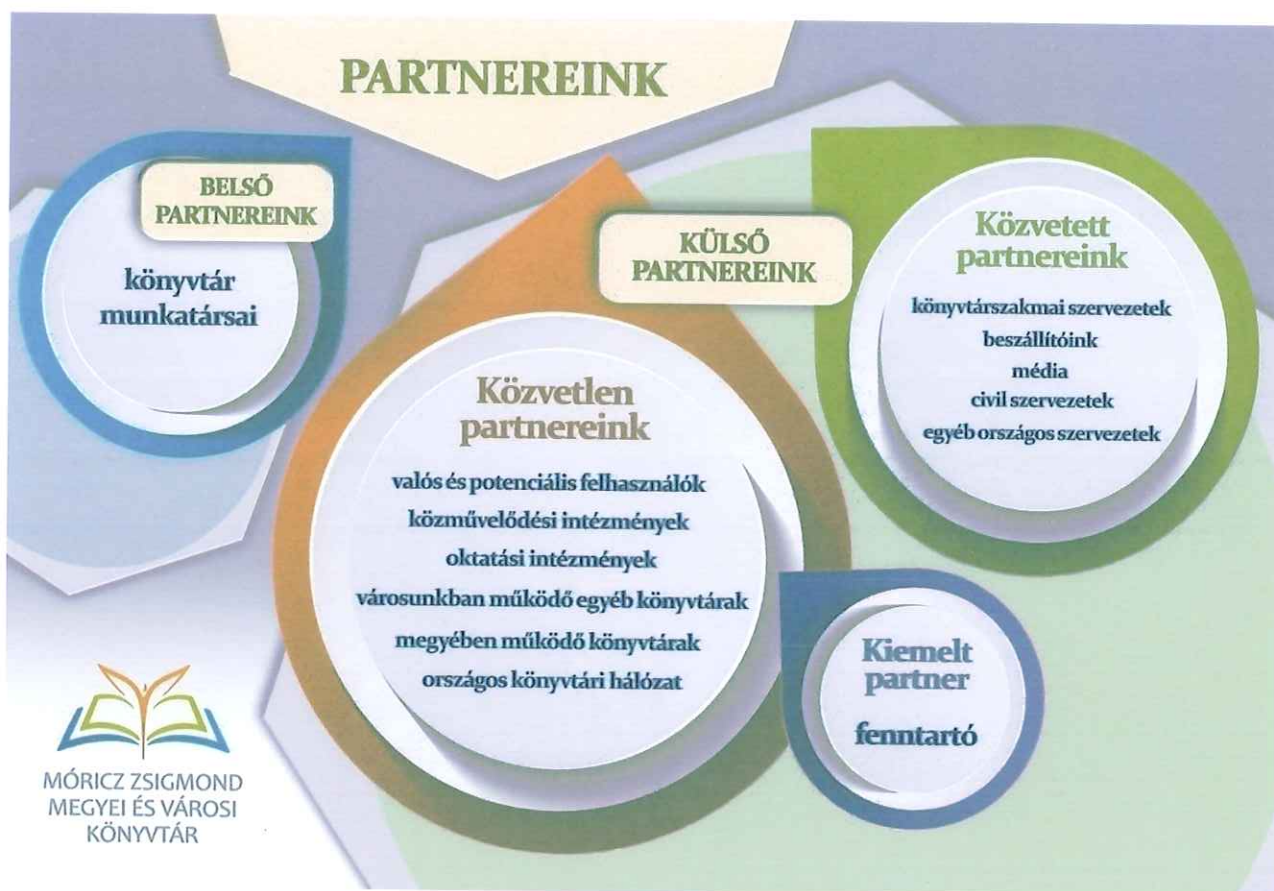 PARTNEREINK
BELSŐ
PARTNEREINK
könyvtár
munkatársai
KÜLSŐ
PARTNEREINK
Közvetlen
partnereink
valós és potenciális felhasználók
közművelődési intézmények
oktatási intézmények
városunkban működő egyéb könyvtárak
megyében működő könyvtárak
országos könyvtári hálózat
Közvetett
partnereink
könyvtárszakmai szervezetek
beszállítóink
média
civil szervezetek
egyéb országos szervezetek
Kiemelt
partner
fenntartó
MÓRICZ ZSIGMOND
MEGYEI ÉS VÁROSI
KÖNYVTÁR